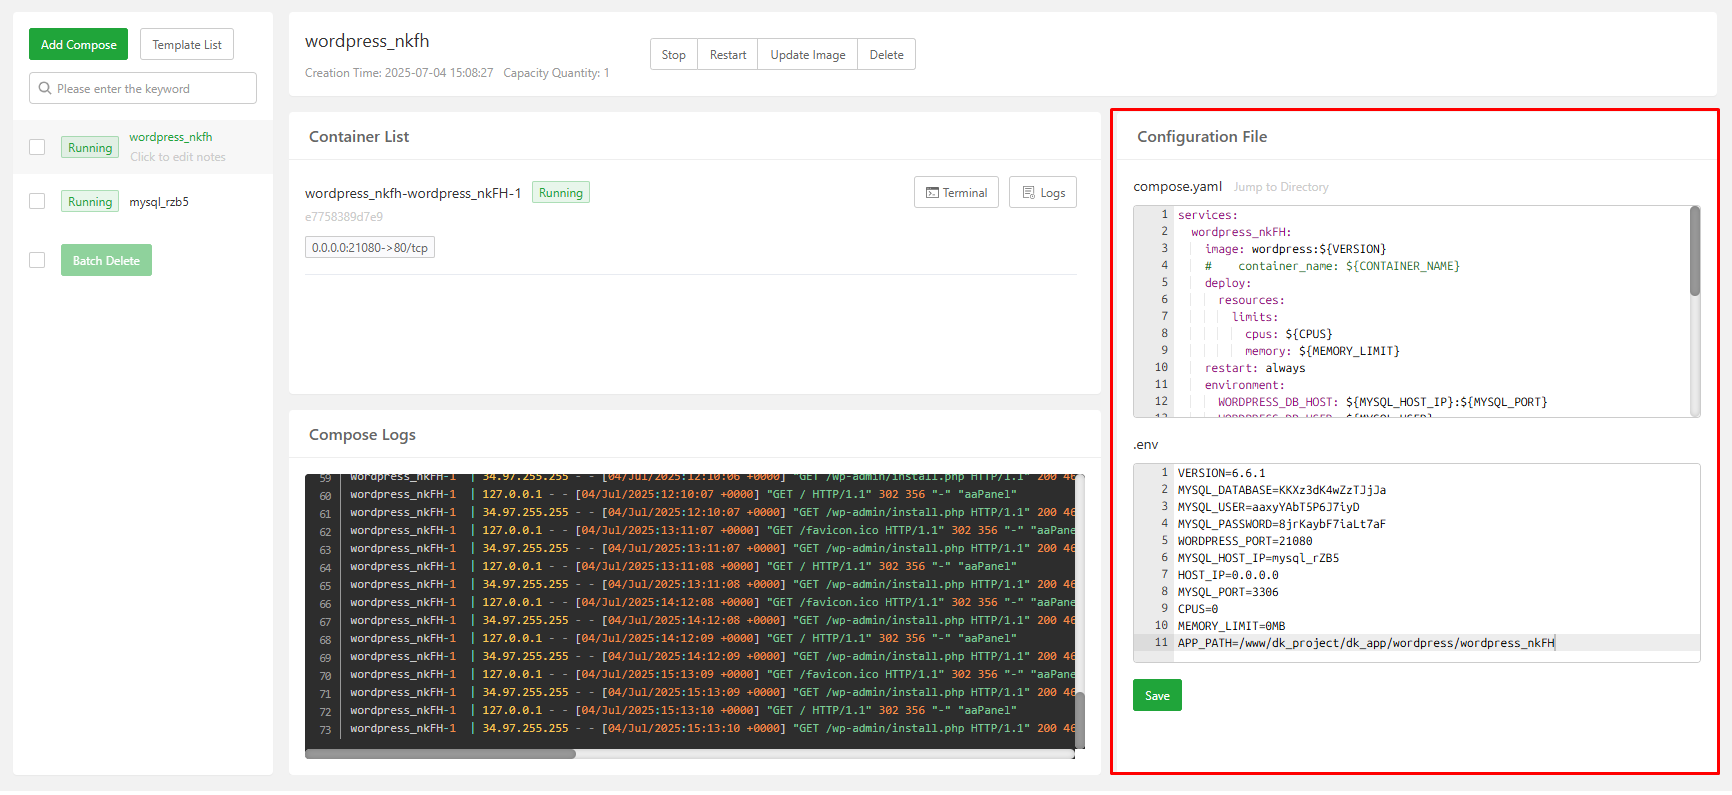 Add Compose
Template List
Please enter the keyword
Running
wordpress_nkfh
Click to edit notes
Running
mysql_rzb5
Batch Delete
wordpress_nkfh
Creation Time: 2025-07-04 15:08:27 Capacity Quantity: 1
Stop
Restart
Update Image
Delete
Container List
wordpress_nkfh-wordpress_nkFH-1 Running
e7758389d7e9
0.0.0.0:21080->80/tcp
Terminal
Logs
Compose Logs
59 wordpress_nkFH-1 | 34.97.255.255 - - [04/Jul/2025:12:10:06 +0000] "GET /wp-admin/install.php HTTP/1.1" 200 46
60 wordpress_nkFH-1 | 127.0.0.1 - - [04/Jul/2025:12:10:07 +0000] "GET / HTTP/1.1" 302 356 "-" "aaPanel"
61 wordpress_nkFH-1 | 34.97.255.255 - - [04/Jul/2025:12:10:07 +0000] "GET /wp-admin/install.php HTTP/1.1" 200 46
62 wordpress_nkFH-1 | 127.0.0.1 - - [04/Jul/2025:13:11:07 +0000] "GET /favicon.ico HTTP/1.1" 302 356 "-" "aaPane
63 wordpress_nkFH-1 | 34.97.255.255 - - [04/Jul/2025:13:11:07 +0000] "GET /wp-admin/install.php HTTP/1.1" 200 46
64 wordpress_nkFH-1 | 127.0.0.1 - - [04/Jul/2025:13:11:08 +0000] "GET / HTTP/1.1" 302 356 "-" "aaPanel"
65 wordpress_nkFH-1 | 34.97.255.255 - - [04/Jul/2025:13:11:08 +0000] "GET /wp-admin/install.php HTTP/1.1" 200 46
66 wordpress_nkFH-1 | 127.0.0.1 - - [04/Jul/2025:14:12:08 +0000] "GET /favicon.ico HTTP/1.1" 302 356 "-" "aaPane
67 wordpress_nkFH-1 | 34.97.255.255 - - [04/Jul/2025:14:12:08 +0000] "GET /wp-admin/install.php HTTP/1.1" 200 46
68 wordpress_nkFH-1 | 127.0.0.1 - - [04/Jul/2025:14:12:09 +0000] "GET / HTTP/1.1" 302 356 "-" "aaPanel"
69 wordpress_nkFH-1 | 34.97.255.255 - - [04/Jul/2025:14:12:09 +0000] "GET /wp-admin/install.php HTTP/1.1" 200 46
70 wordpress_nkFH-1 | 127.0.0.1 - - [04/Jul/2025:15:13:09 +0000] "GET /favicon.ico HTTP/1.1" 302 356 "-" "aaPane
71 wordpress_nkFH-1 | 34.97.255.255 - - [04/Jul/2025:15:13:09 +0000] "GET /wp-admin/install.php HTTP/1.1" 200 46
72 wordpress_nkFH-1 | 127.0.0.1 - - [04/Jul/2025:15:13:10 +0000] "GET / HTTP/1.1" 302 356 "-" "aaPanel"
73 wordpress_nkFH-1 | 34.97.255.255 - - [04/Jul/2025:15:13:10 +0000] "GET /wp-admin/install.php HTTP/1.1" 200 46
Configuration File
compose.yaml Jump to Directory
1 services:
2 wordpress_nkFH:
3 image: wordpress:${VERSION}
4 # container_name: ${CONTAINER_NAME}
5 deploy:
6 resources:
7 limits:
8 cpus: ${CPUS}
9 memory: ${MEMORY_LIMIT}
10 restart: always
11 environment:
12 WORDPRESS_DB_HOST: ${MYSQL_HOST_IP}:${MYSQL_PORT}
.env
1 VERSION=6.6.1
2 MYSQL_DATABASE=KKXz3dK4wZzTJjJa
3 MYSQL_USER=aaxyYAbT5P6J7iyD
4 MYSQL_PASSWORD=8jrKaybF7iaLt7aF
5 WORDPRESS_PORT=21080
6 MYSQL_HOST_IP=mysql_rZB5
7 HOST_IP=0.0.0.0
8 MYSQL_PORT=3306
9 CPUS=0
10 MEMORY_LIMIT=0MB
11 APP_PATH=/www/dk_project/dk_app/wordpress/wordpress_nkFH
Save